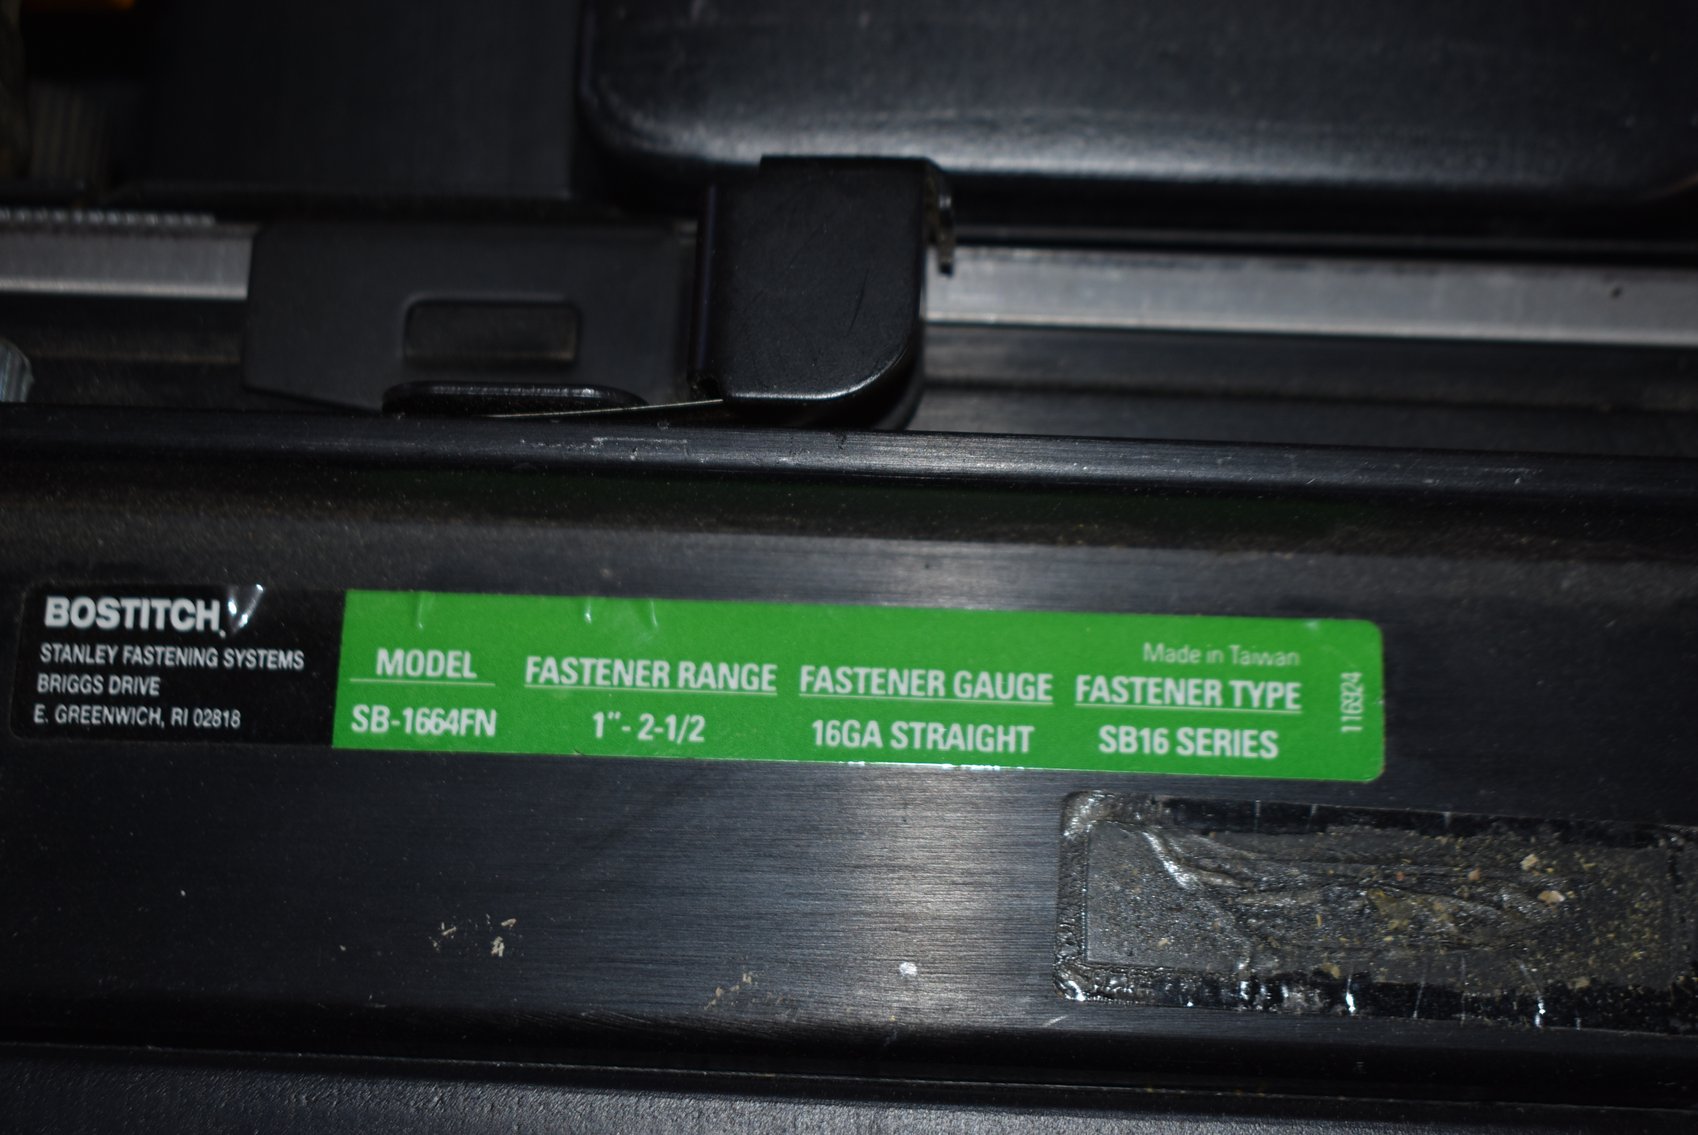 BOSTITCH
STANLEY FASTENING SYSTEMS
BRIGGS DRIVE
E. GREENWICH, RI 02818
MODEL
SB-1664FN
FASTENER RANGE
1"- 2-1/2
FASTENER GAUGE
16GA STRAIGHT
Made in Taiwan
FASTENER TYPE
SB16 SERIES
116924